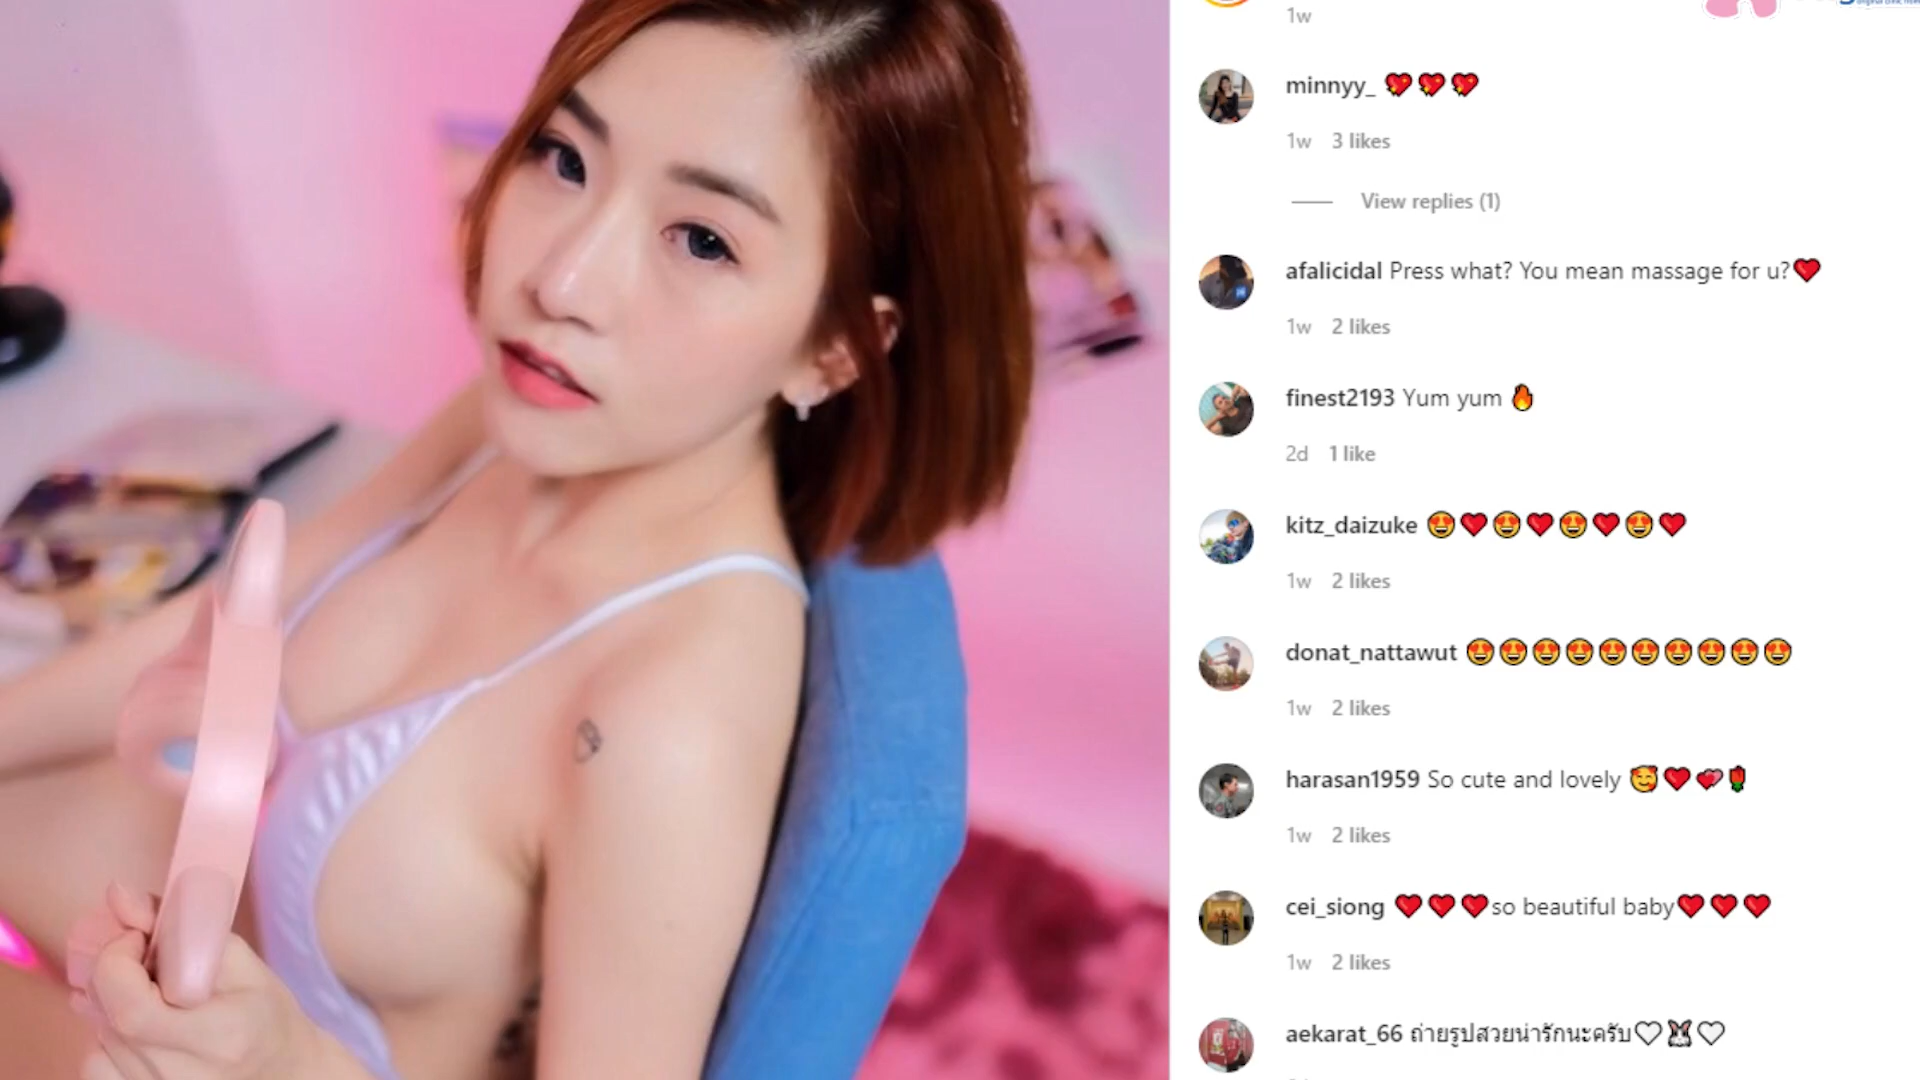 1w
minnyy_ 💖💖💖
1w 3 likes
View replies (1)
afalicidal Press what? You mean massage for u?❤️
1w 2 likes
finest2193 Yum yum 🔥
2d 1 like
kitz_daizuke 😍❤️😍❤️😍❤️😍❤️
1w 2 likes
donat_nattawut 😍😍😍😍😍😍😍😍😍😍
1w 2 likes
harasan1959 So cute and lovely 🥰❤️💞🌹
1w 2 likes
cei_siong ❤️❤️❤️so beautiful baby❤️❤️❤️
1w 2 likes
aekarat_66 ถ่ายรูปสวยน่ารักนะครับ🤍🐰🤍